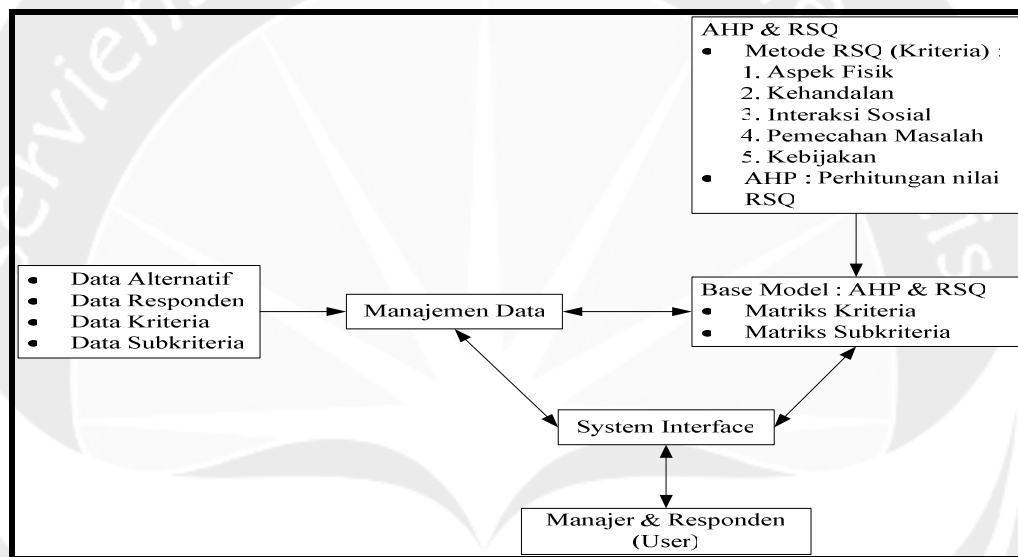 AHP & RSQ
• Metode RSQ (Kriteria) :
1. Aspek Fisik
2. Kehandalan
3. Interaksi Sosial
4. Pemecahan Masalah
5. Kebijakan
• AHP : Perhitungan nilai
RSQ
• Data Alternatif
• Data Responden
• Data Kriteria
• Data Subkriteria
Manajemen Data
Base Model : AHP & RSQ
• Matriks Kriteria
• Matriks Subkriteria
System Interface
Manajer & Responden
(User)